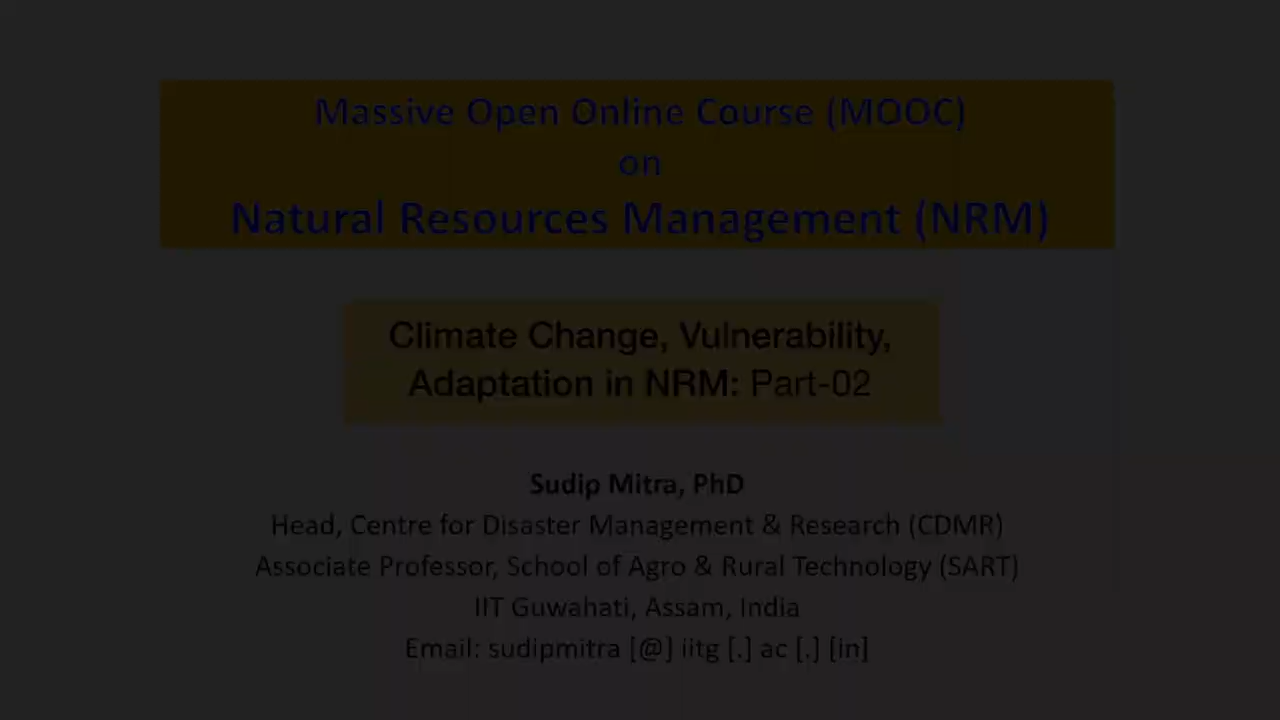 Massive Open Online Course (MOOC)
on
Natural Resources Management (NRM)
Climate Change, Vulnerability,
Adaptation in NRM: Part-02
Sudip Mitra, PhD
Head, Centre for Disaster Management & Research (CDMR)
Associate Professor, School of Agro & Rural Technology (SART)
IIT Guwahati, Assam, India
Email: sudipmitra [@] iitg [.] ac [.] [in]